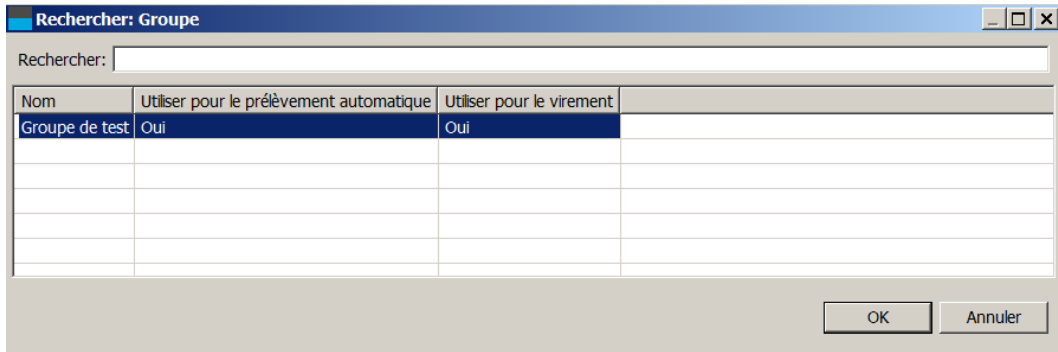 Rechercher: Groupe
Rechercher:
Nom Utiliser pour le prélèvement automatique Utiliser pour le virement
Groupe de test Oui Oui
OK Annuler